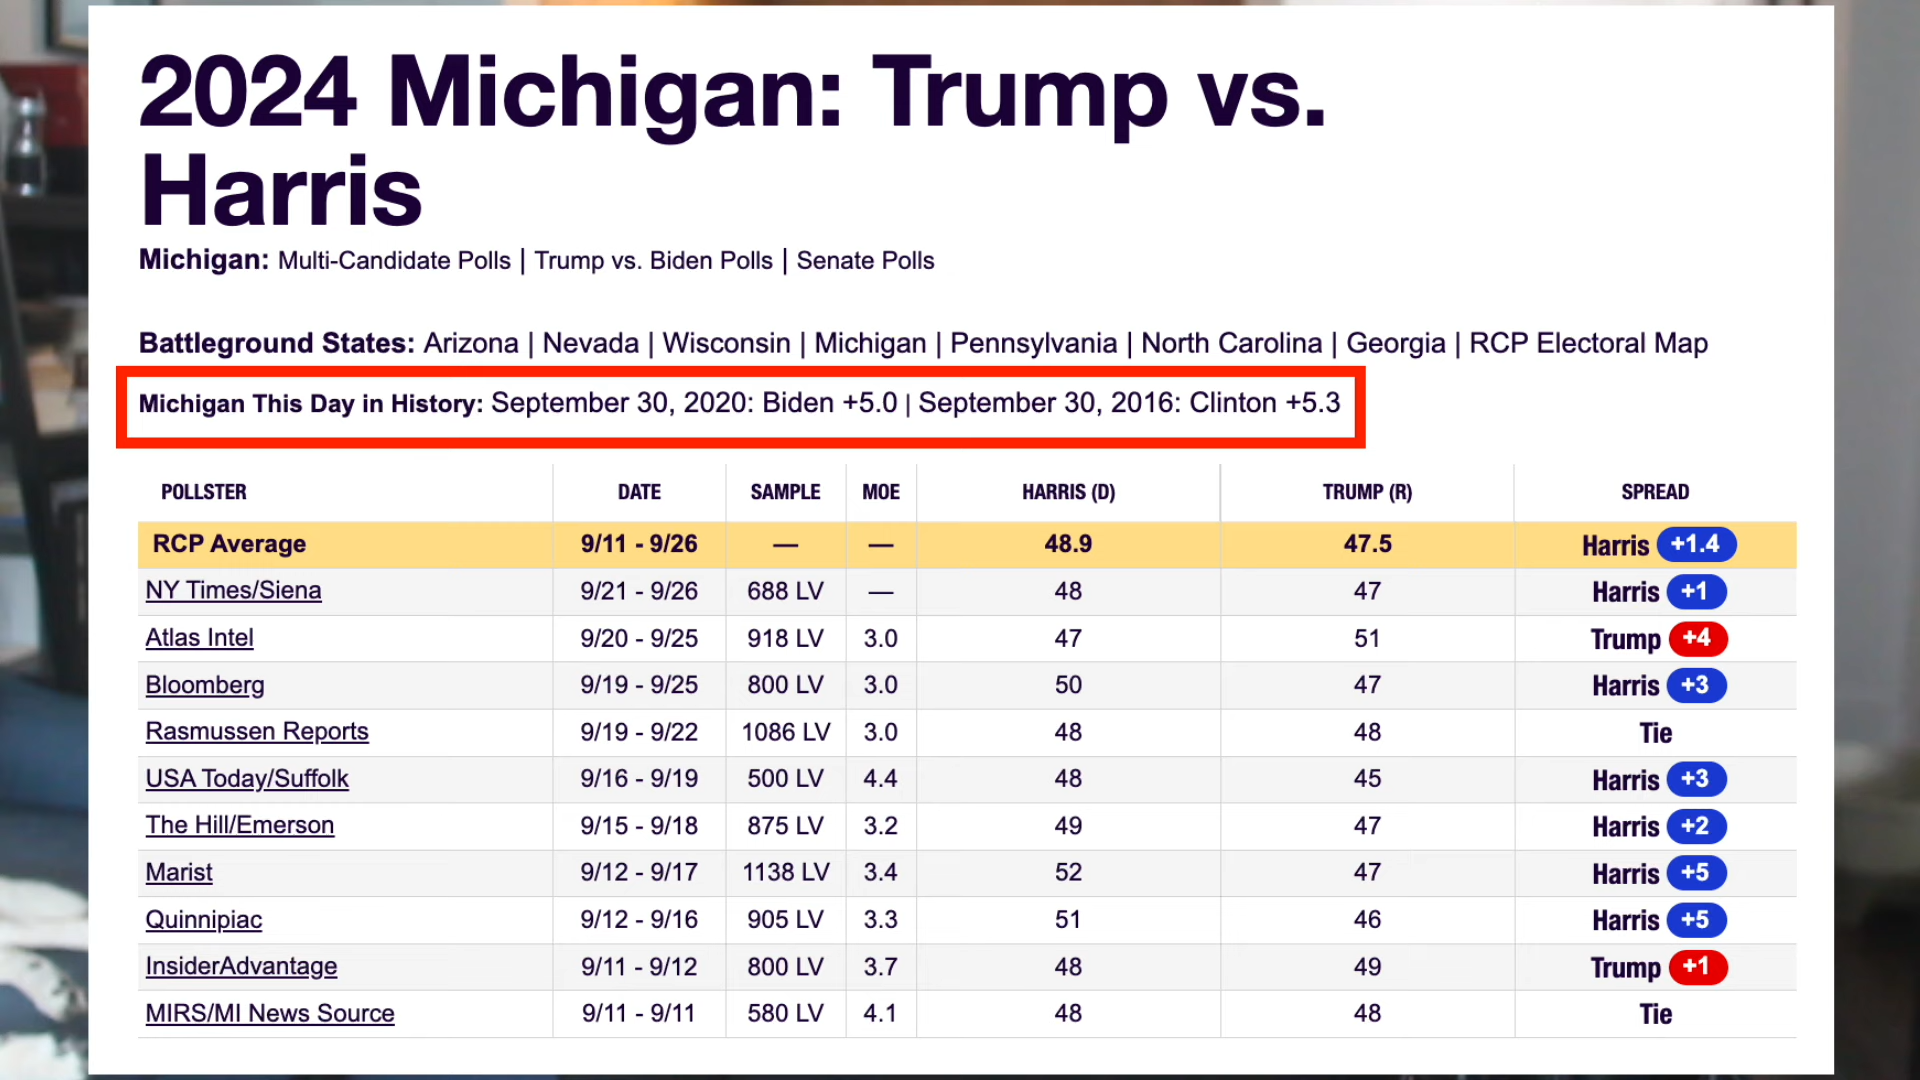 2024 Michigan: Trump vs.
Harris
Michigan: Multi-Candidate Polls | Trump vs. Biden Polls | Senate Polls
Battleground States: Arizona | Nevada | Wisconsin | Michigan | Pennsylvania | North Carolina | Georgia | RCP Electoral Map
Michigan This Day in History: September 30, 2020: Biden +5.0 | September 30, 2016: Clinton +5.3
POLLSTER DATE SAMPLE MOE HARRIS (D) TRUMP (R) SPREAD
RCP Average 9/11 - 9/26 — — 48.9 47.5 Harris +1.4
NY Times/Siena 9/21 - 9/26 688 LV — 48 47 Harris +1
Atlas Intel 9/20 - 9/25 918 LV 3.0 47 51 Trump +4
Bloomberg 9/19 - 9/25 800 LV 3.0 50 47 Harris +3
Rasmussen Reports 9/19 - 9/22 1086 LV 3.0 48 48 Tie
USA Today/Suffolk 9/16 - 9/19 500 LV 4.4 48 45 Harris +3
The Hill/Emerson 9/15 - 9/18 875 LV 3.2 49 47 Harris +2
Marist 9/12 - 9/17 1138 LV 3.4 52 47 Harris +5
Quinnipiac 9/12 - 9/16 905 LV 3.3 51 46 Harris +5
InsiderAdvantage 9/11 - 9/12 800 LV 3.7 48 49 Trump +1
MIRS/MI News Source 9/11 - 9/11 580 LV 4.1 48 48 Tie